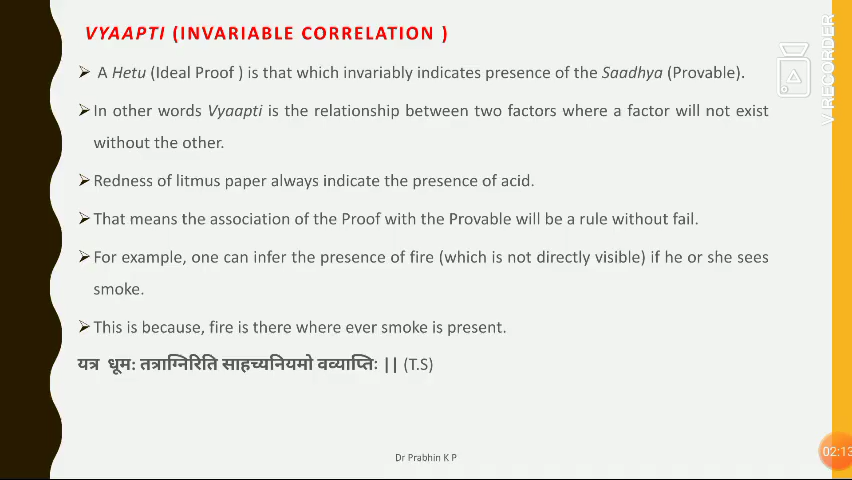 VYAAPTI (INVARIABLE CORRELATION )
➢ A Hetu (Ideal Proof ) is that which invariably indicates presence of the Saadhya (Provable).
➢In other words Vyaapti is the relationship between two factors where a factor will not exist
without the other.
➢Redness of litmus paper always indicate the presence of acid.
➢That means the association of the Proof with the Provable will be a rule without fail.
➢For example, one can infer the presence of fire (which is not directly visible) if he or she sees
smoke.
➢This is because, fire is there where ever smoke is present.
यत्र धूम: तत्राग्निरिति साहच्यनियमो वव्याप्तिः || (T.S)
Dr Prabhin K P
V RECORDER
02:13